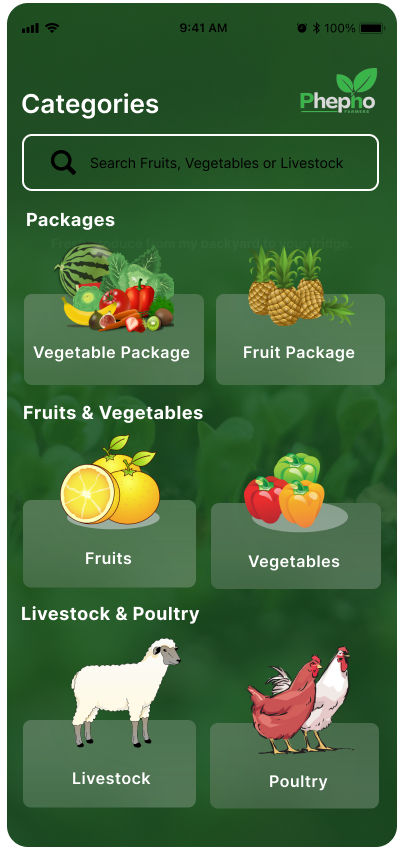 9:41 AM
100%
Categories
Phepho
FARMERS
Search Fruits, Vegetables or Livestock
Packages
Fresh produce from my backyard to your fridge.
Vegetable Package
Fruit Package
Fruits & Vegetables
Fruits
Vegetables
Livestock & Poultry
Livestock
Poultry